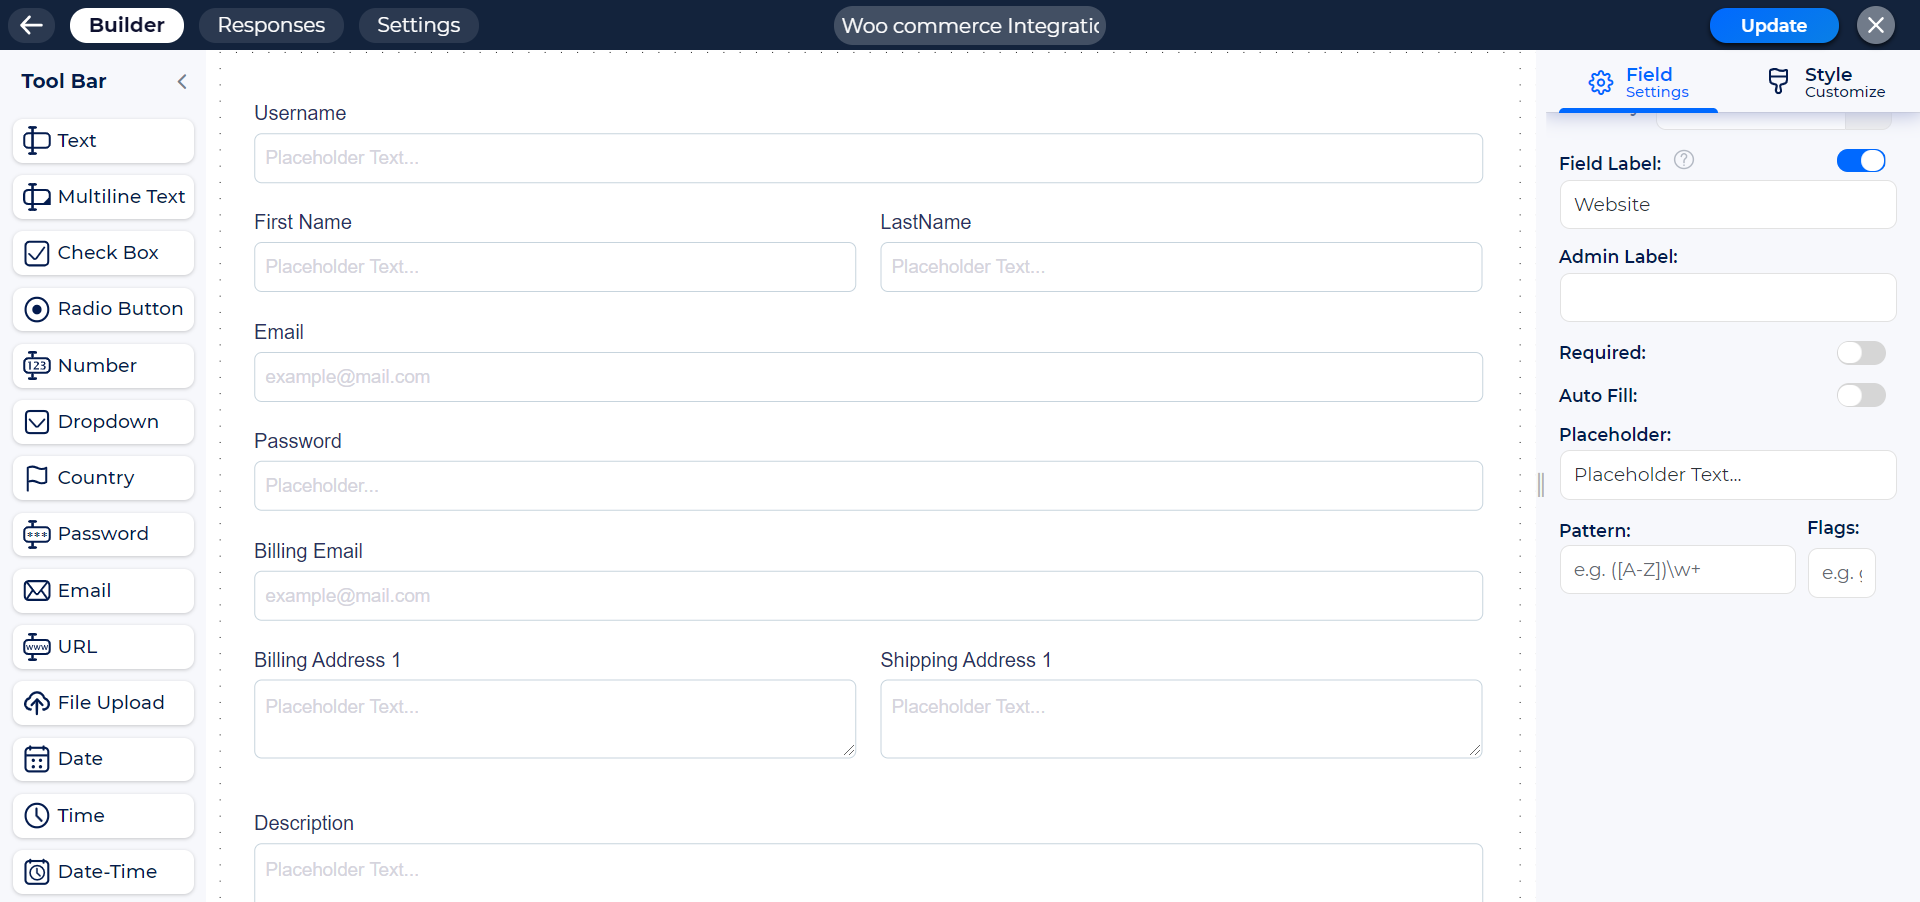 Builder
Responses
Settings
Woo commerce Integratic
Update
Tool Bar
Text
Multiline Text
Check Box
Radio Button
123 Number
Dropdown
Country
*** Password
Email
www URL
File Upload
Date
Time
Date-Time
Username
Placeholder Text...
First Name
LastName
Placeholder Text...
Placeholder Text...
Email
example@mail.com
Password
Placeholder...
Billing Email
example@mail.com
Billing Address 1
Shipping Address 1
Placeholder Text...
Placeholder Text...
Description
Placeholder Text...
Field
Settings
Style
Customize
Field Label: ?
Website
Admin Label:
Required:
Auto Fill:
Placeholder:
Placeholder Text...
Pattern:
Flags:
e.g. ([A-Z])\w+
e.g.